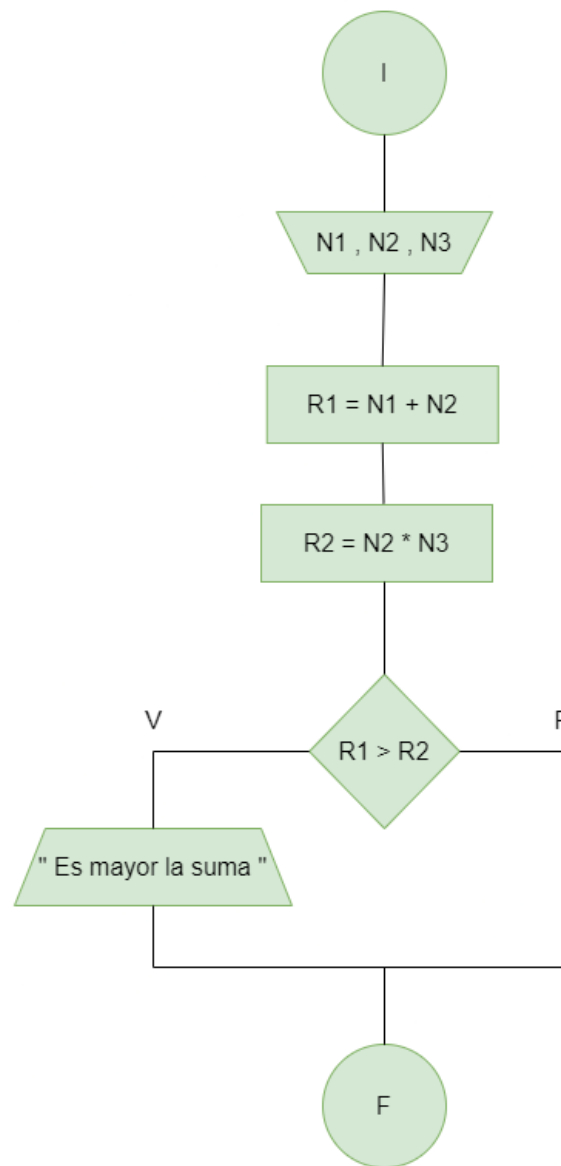 I
N1 , N2 , N3
R1 = N1 + N2
R2 = N2 * N3
V
R1 > R2
" Es mayor la suma "
F